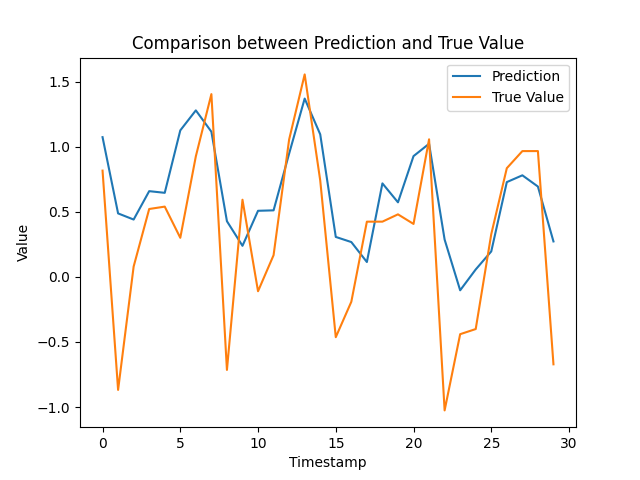 Comparison between Prediction and True Value
Prediction
True Value
1.5
1.0
0.5
0.0
−0.5
−1.0
Value
0 5 10 15 20 25 30
Timestamp